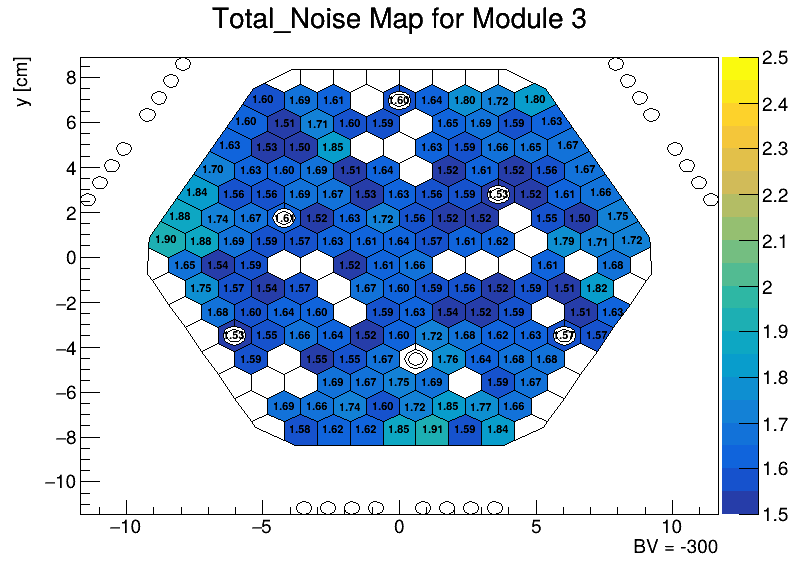 Total_Noise Map for Module 3
y [cm]
8
6
4
2
0
−2
−4
−6
−8
−10
1.60 1.69 1.61 1.60 1.64 1.80 1.72 1.80
1.60 1.51 1.71 1.60 1.59 1.65 1.69 1.59 1.63
1.63 1.53 1.50 1.85 1.63 1.59 1.66 1.65 1.67
1.70 1.63 1.60 1.69 1.51 1.64 1.52 1.61 1.52 1.56 1.67
1.84 1.56 1.56 1.69 1.67 1.53 1.63 1.56 1.53 1.52 1.61 1.66
1.88 1.74 1.67 1.52 1.63 1.72 1.56 1.52 1.52 1.55 1.50 1.75
1.90 1.88 1.69 1.59 1.57 1.63 1.61 1.64 1.57 1.61 1.62 1.79 1.71 1.72
1.65 1.54 1.59 1.52 1.61 1.66 1.61 1.68
1.75 1.57 1.54 1.57 1.67 1.60 1.59 1.56 1.52 1.59 1.51 1.82
1.68 1.60 1.64 1.60 1.59 1.63 1.54 1.52 1.59 1.51 1.63
1.53 1.55 1.66 1.64 1.52 1.60 1.72 1.68 1.62 1.63 1.57 1.57
1.59 1.55 1.55 1.67 1.76 1.64 1.68 1.68
1.69 1.67 1.75 1.69 1.59 1.67
1.69 1.66 1.74 1.60 1.72 1.85 1.77 1.66
1.58 1.62 1.62 1.85 1.91 1.59 1.84
−10 −5 0 5 10
BV = -300
2.5
2.4
2.3
2.2
2.1
2
1.9
1.8
1.7
1.6
1.5